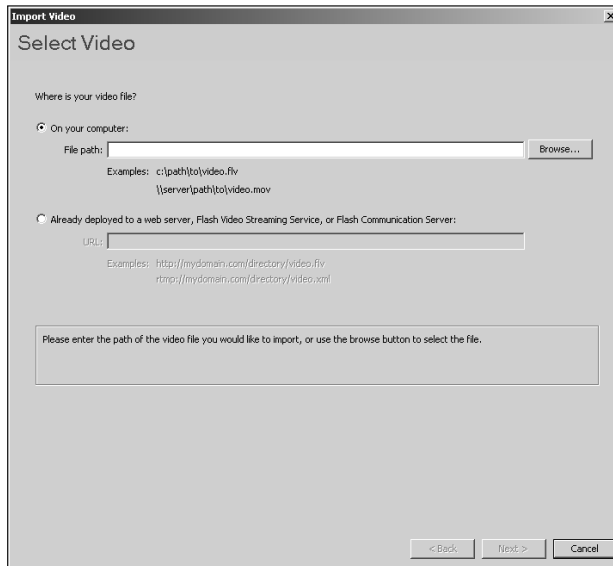 Import Video
Select Video
Where is your video file?
On your computer:
File path:
Browse...
Examples: c:\path\to\video.flv
\\server\path\to\video.mov
Already deployed to a web server, Flash Video Streaming Service, or Flash Communication Server:
URL:
Examples: http://mydomain.com/directory/video.flv
rtmp://mydomain.com/directory/video.xml
Please enter the path of the video file you would like to import, or use the browse button to select the file.
< Back Next > Cancel